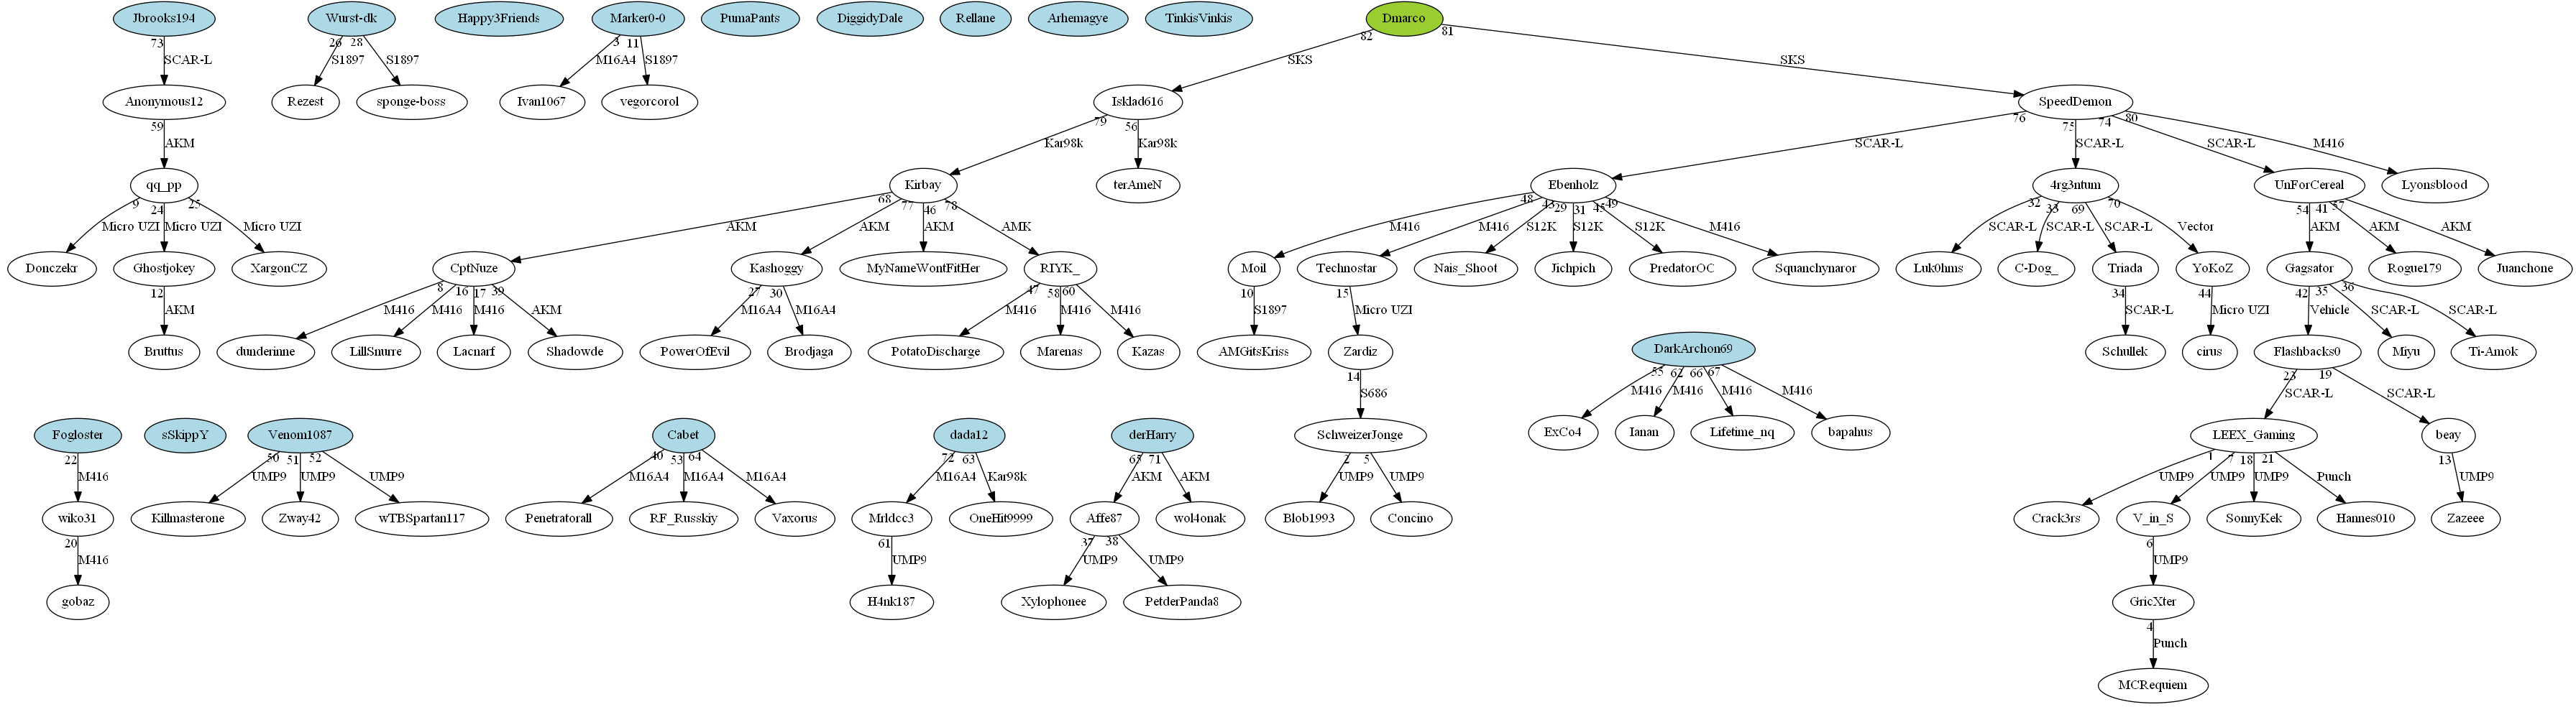 Jbrooks194 Wurst-dk Happy3Friends Marker0-0 PumaPants DiggidyDale Rellane Arhemagye TinkisVinkis Dmarco
73 26 28 3 11 82 81
SCAR-L S1897 S1897 M16A4 S1897 SKS SKS
Anonymous12 Rezest sponge-boss Ivan1067 vegorcorol Isklad616 SpeedDemon
59 79 56 76 75 74 80
AKM Kar98k Kar98k SCAR-L SCAR-L SCAR-L M416
qq_pp Kirbay terAmeN Ebenholz 4rg3ntum UnForCereal Lyonsblood
9 24 25 68 77 46 78 48 43 29 31 45 49 32 33 69 70 54 41 57
Micro UZI Micro UZI Micro UZI AKM AKM AKM AMK M416 M416 S12K S12K S12K M416 SCAR-L SCAR-L SCAR-L Vector AKM AKM AKM
Donczekr Ghostjokey XargonCZ CptNuze Kashoggy MyNameWontFitHer RIYK_ Moil Technostar Nais_Shoot Jichpich PredatorOC Squanchynaror Luk0hms C-Dog_ Triada YoKoZ Gagsator Rogue179 Juanchone
12 8 16 17 39 27 30 47 58 60 10 15 34 44 42 35 36
AKM M416 M416 M416 AKM M16A4 M16A4 M416 M416 M416 S1897 Micro UZI SCAR-L Micro UZI Vehicle SCAR-L SCAR-L
Bruttus dunderinne LillSnurre Lacnarf Shadowde PowerOfEvil Brodjaga PotatoDischarge Marenas Kazas AMGitsKriss Zardiz DarkArchon69 Schullek cirus Flashbacks0 Miyu Ti-Amok
14 55 62 66 67 23 19
S686 M416 M416 M416 M416 SCAR-L SCAR-L
Fogloster sSkippY Venom1087 Cabet dada12 derHarry SchweizerJonge ExCo4 Ianan Lifetime_nq bapahus LEEX_Gaming beay
22 50 51 52 40 53 64 72 63 65 71 2 5 1 7 18 21 13
M416 UMP9 UMP9 UMP9 M16A4 M16A4 M16A4 M16A4 Kar98k AKM AKM UMP9 UMP9 UMP9 UMP9 UMP9 Punch UMP9
wiko31 Killmasterone Zway42 wTBSpartan117 Penetratorall RF_Russkiy Vaxorus Mrldcc3 OneHit9999 Affe87 wol4onak Blob1993 Concino Crack3rs V_in_S SonnyKek Hannes010 Zazeee
20 61 37 38 6
M416 UMP9 UMP9 UMP9 UMP9
gobaz H4nk187 Xylophonee PetderPanda8 GricXter
4
Punch
MCRequiem